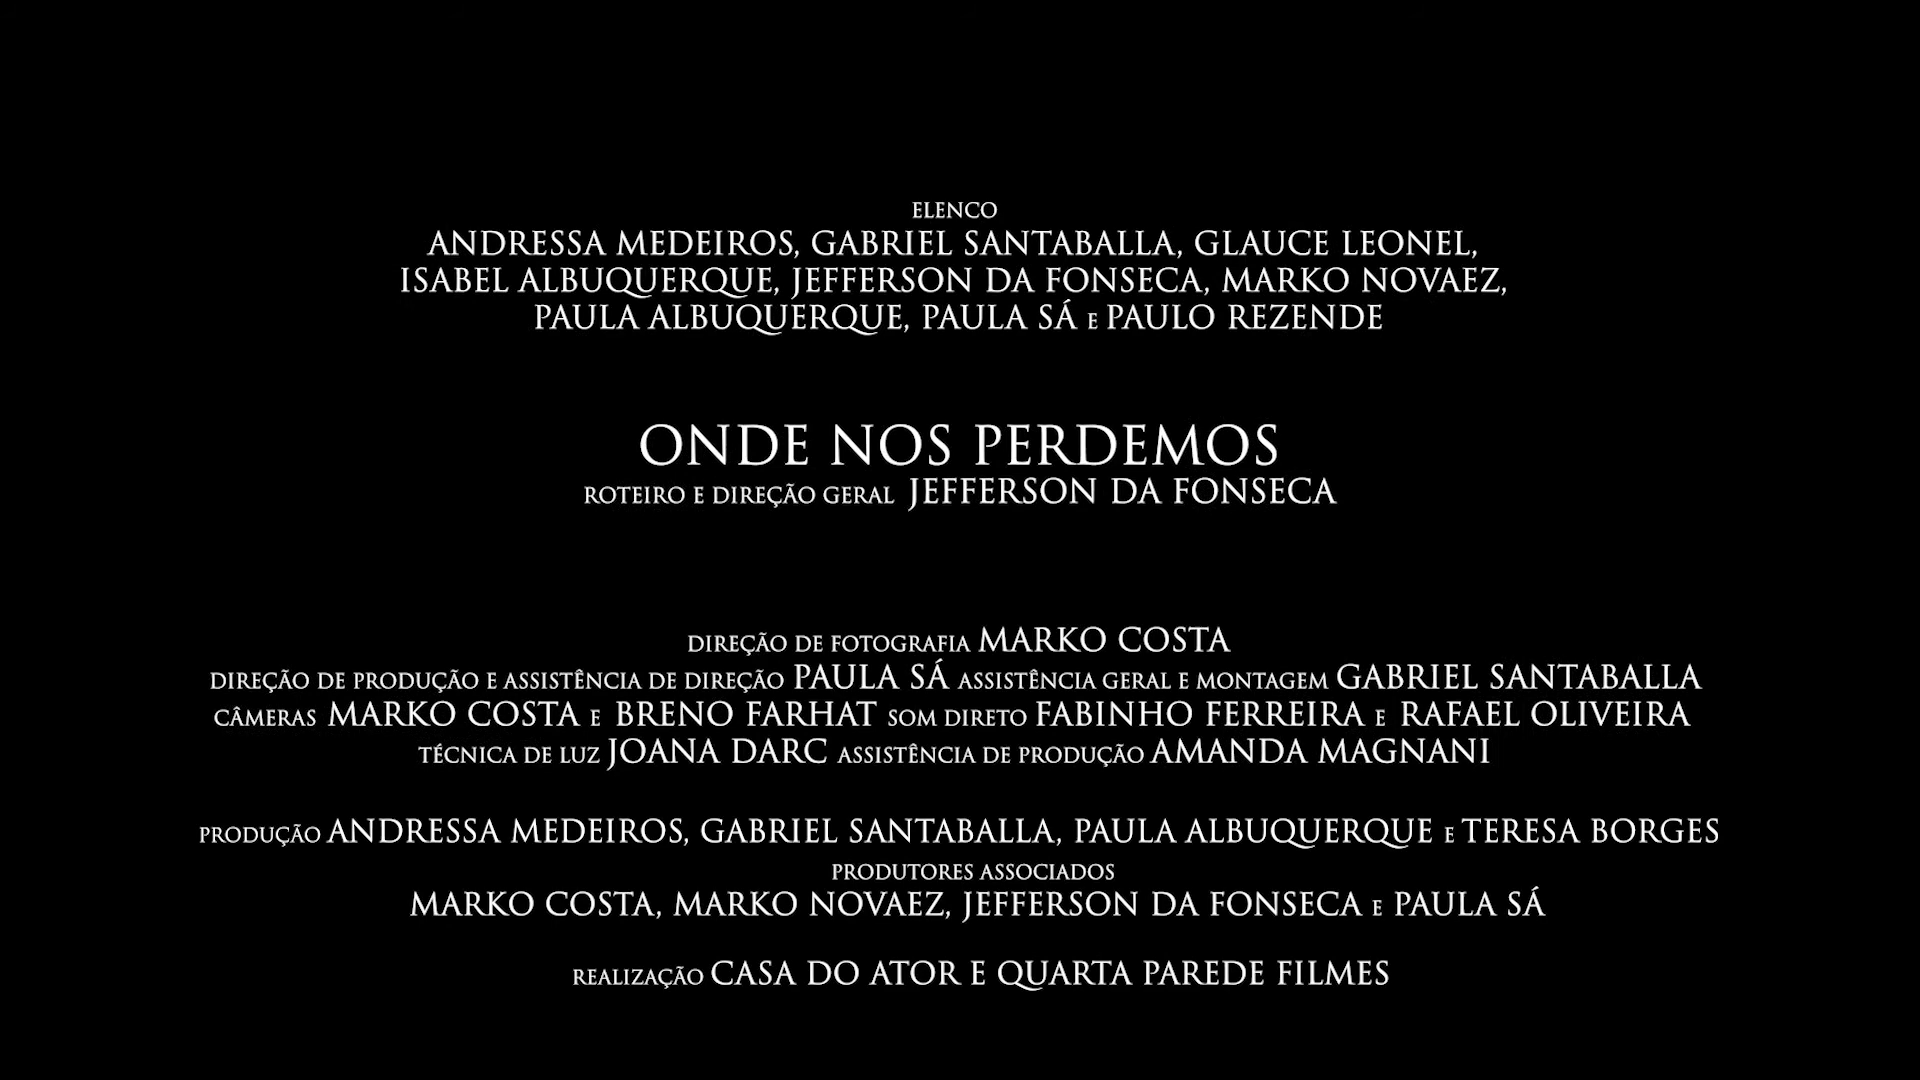 ELENCO
ANDRESSA MEDEIROS, GABRIEL SANTABALLA, GLAUCE LEONEL,
ISABEL ALBUQUERQUE, JEFFERSON DA FONSECA, MARKO NOVAEZ,
PAULA ALBUQUERQUE, PAULA SÁ E PAULO REZENDE
ONDE NOS PERDEMOS
ROTEIRO E DIREÇÃO GERAL JEFFERSON DA FONSECA
DIREÇÃO DE FOTOGRAFIA MARKO COSTA
DIREÇÃO DE PRODUÇÃO E ASSISTÊNCIA DE DIREÇÃO PAULA SÁ ASSISTÊNCIA GERAL E MONTAGEM GABRIEL SANTABALLA
CÂMERAS MARKO COSTA E BRENO FARHAT SOM DIRETO FABINHO FERREIRA E RAFAEL OLIVEIRA
TÉCNICA DE LUZ JOANA DARC ASSISTÊNCIA DE PRODUÇÃO AMANDA MAGNANI
PRODUÇÃO ANDRESSA MEDEIROS, GABRIEL SANTABALLA, PAULA ALBUQUERQUE E TERESA BORGES
PRODUTORES ASSOCIADOS
MARKO COSTA, MARKO NOVAEZ, JEFFERSON DA FONSECA E PAULA SÁ
REALIZAÇÃO CASA DO ATOR E QUARTA PAREDE FILMES